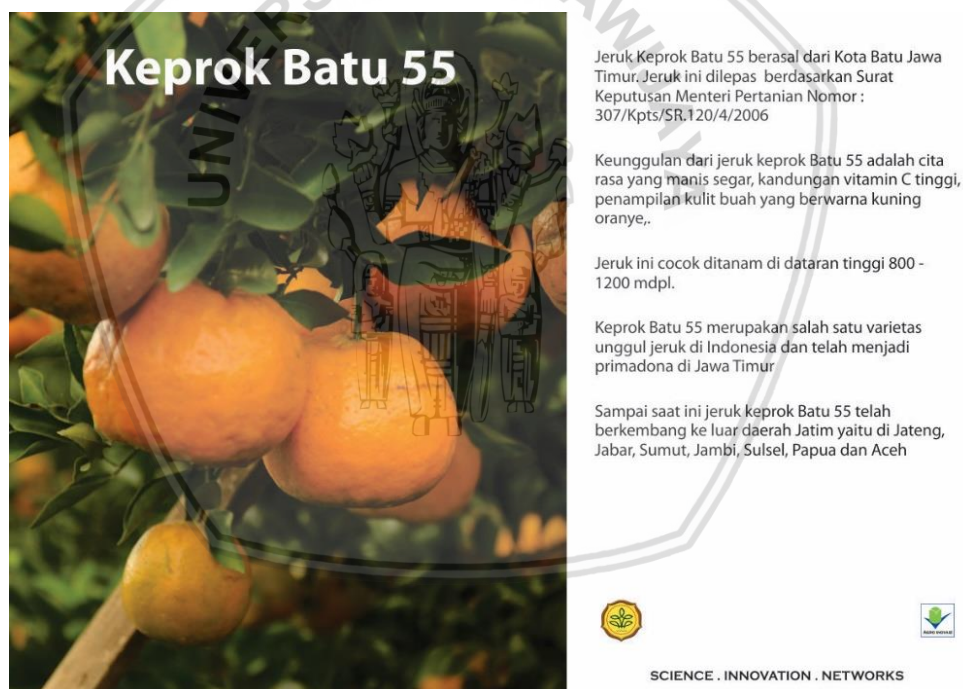 Keprok Batu 55
Jeruk Keprok Batu 55 berasal dari Kota Batu Jawa
Timur. Jeruk ini dilepas berdasarkan Surat
Keputusan Menteri Pertanian Nomor :
307/Kpts/SR.120/4/2006
Keunggulan dari jeruk keprok Batu 55 adalah cita
rasa yang manis segar, kandungan vitamin C tinggi,
penampilan kulit buah yang berwarna kuning
oranye,.
Jeruk ini cocok ditanam di dataran tinggi 800 -
1200 mdpl.
Keprok Batu 55 merupakan salah satu varietas
unggul jeruk di Indonesia dan telah menjadi
primadona di Jawa Timur
Sampai saat ini jeruk keprok Batu 55 telah
berkembang ke luar daerah Jatim yaitu di Jateng,
Jabar, Sumut, Jambi, Sulsel, Papua dan Aceh
SCIENCE . INNOVATION . NETWORKS